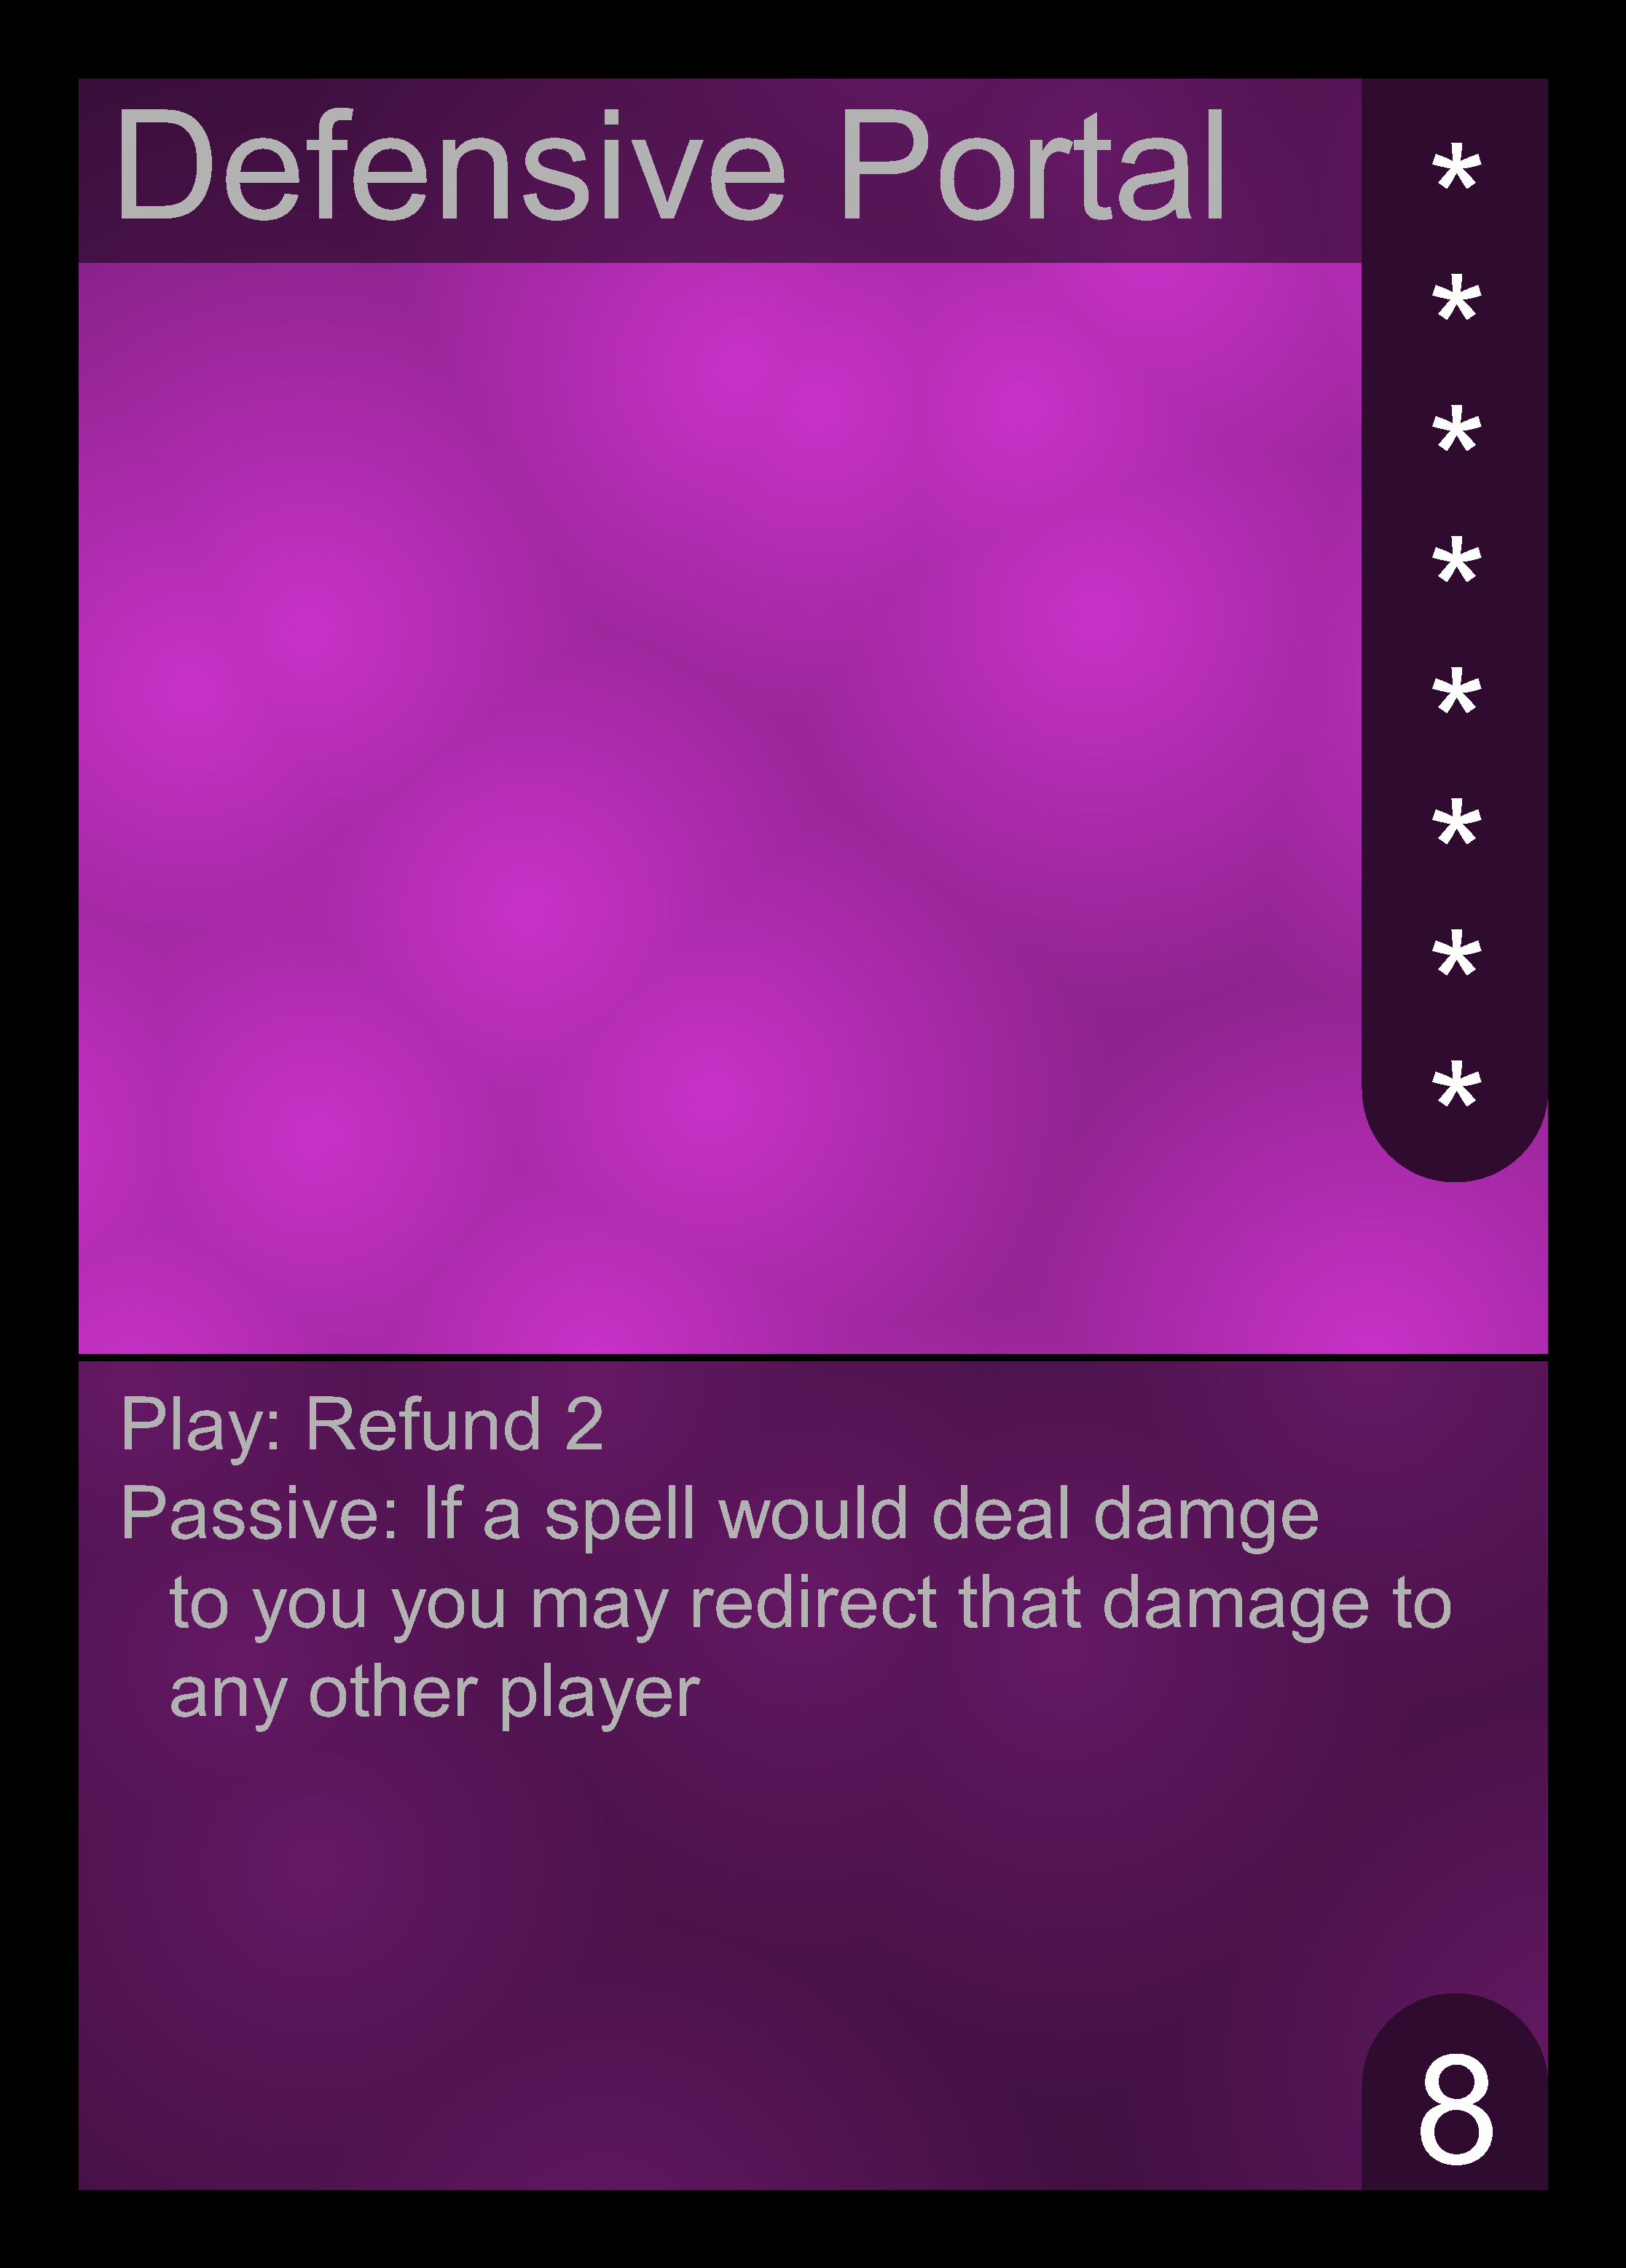 Defensive Portal
*
*
*
*
*
*
*
*
Play: Refund 2
Passive: If a spell would deal damge
to you you may redirect that damage to
any other player
8